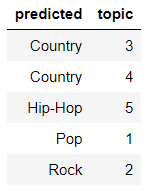 predicted topic
Country 3
Country 4
Hip-Hop 5
Pop 1
Rock 2